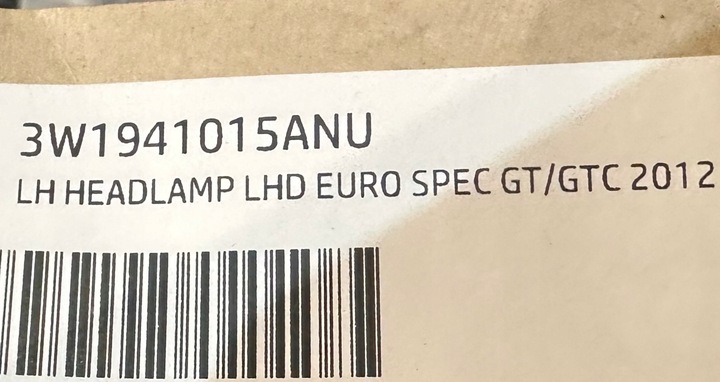 3W1941015ANU
LH HEADLAMP LHD EURO SPEC GT/GTC 2012